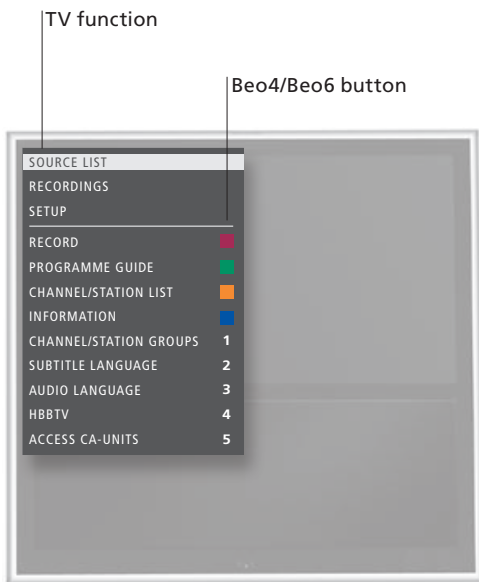 TV function
Beo4/Beo6 button
SOURCE LIST
RECORDINGS
SETUP
RECORD
PROGRAMME GUIDE
CHANNEL/STATION LIST
INFORMATION
CHANNEL/STATION GROUPS 1
SUBTITLE LANGUAGE 2
AUDIO LANGUAGE 3
HBBTV 4
ACCESS CA-UNITS 5